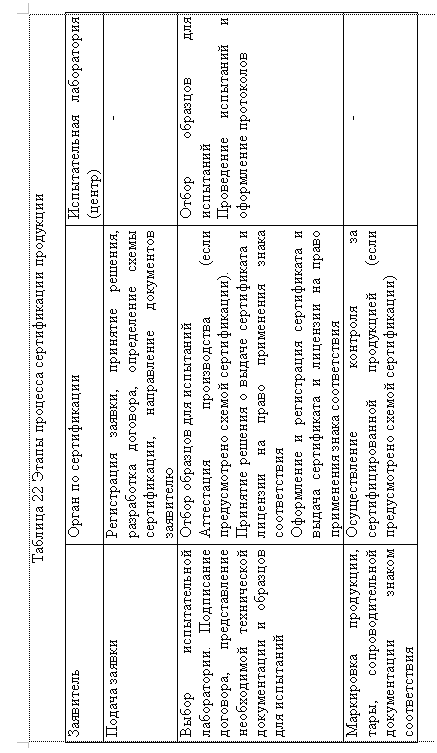 Таблица 22 Этапы процесса сертификации продукции
Заявитель
Орган по сертификации
Испытательная лаборатория
(центр)
Подача заявки
Регистрация заявки, принятие решения,
разработка договора, определение схемы
сертификации, направление документов
заявителю
-
Выбор испытательной
лаборатории. Подписание
договора, представление
необходимой технической
документации и образцов
для испытаний
Отбор образцов для испытаний
Аттестация производства (если
предусмотрено схемой сертификации).
Принятие решения о выдаче сертификата и
лицензии на право применения знака
соответствия
Оформление и регистрация сертификата и
выдача сертификата и лицензии на право
применения знака соответствия
Отбор образцов для
испытаний
Проведение испытаний и
оформление протоколов
Маркировка продукции,
тары, сопроводительной
документации знаком
соответствия
Осуществление контроля за
сертифицированной продукцией (если
предусмотрено схемой сертификации)
-